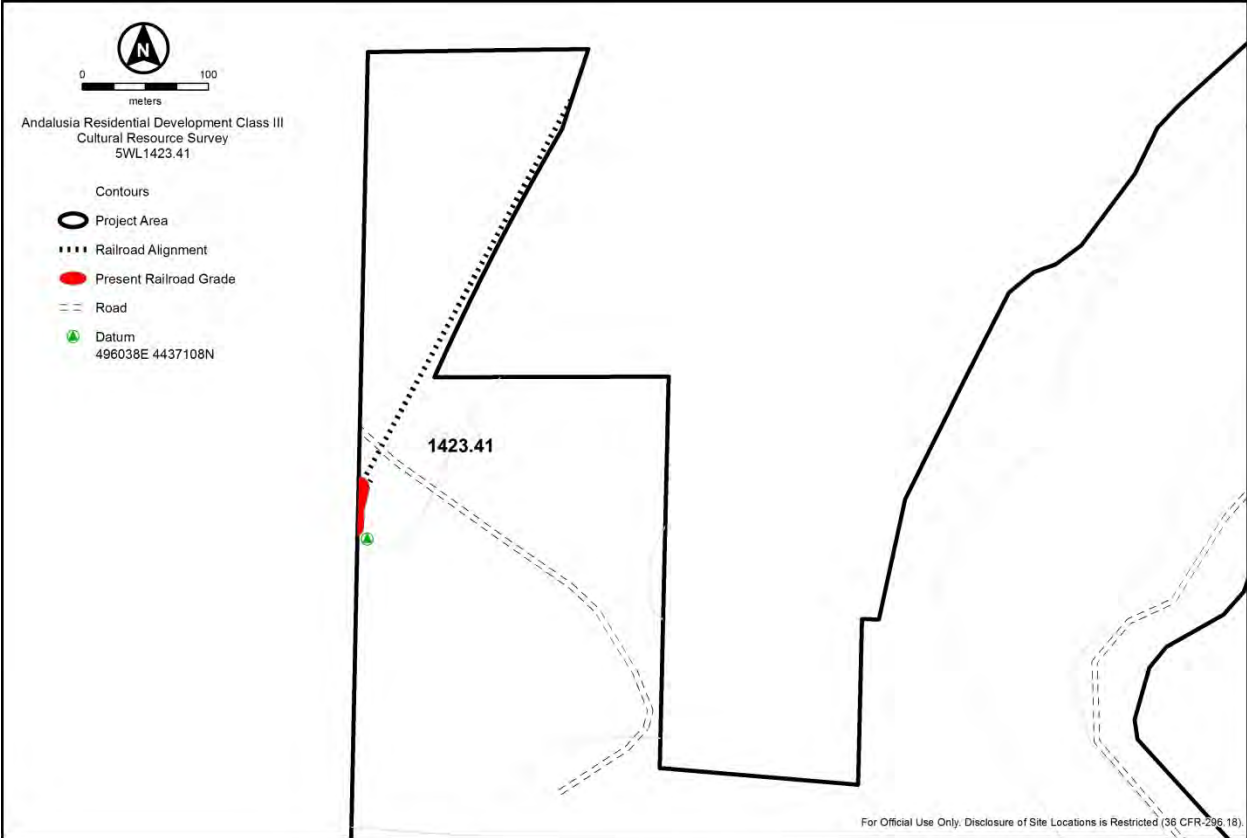 N
0 100
meters
Andalusia Residential Development Class III
Cultural Resource Survey
5WL1423.41
Contours
Project Area
Railroad Alignment
Present Railroad Grade
Road
Datum
496038E 4437108N
1423.41
For Official Use Only. Disclosure of Site Locations is Restricted (36 CFR-296.18).